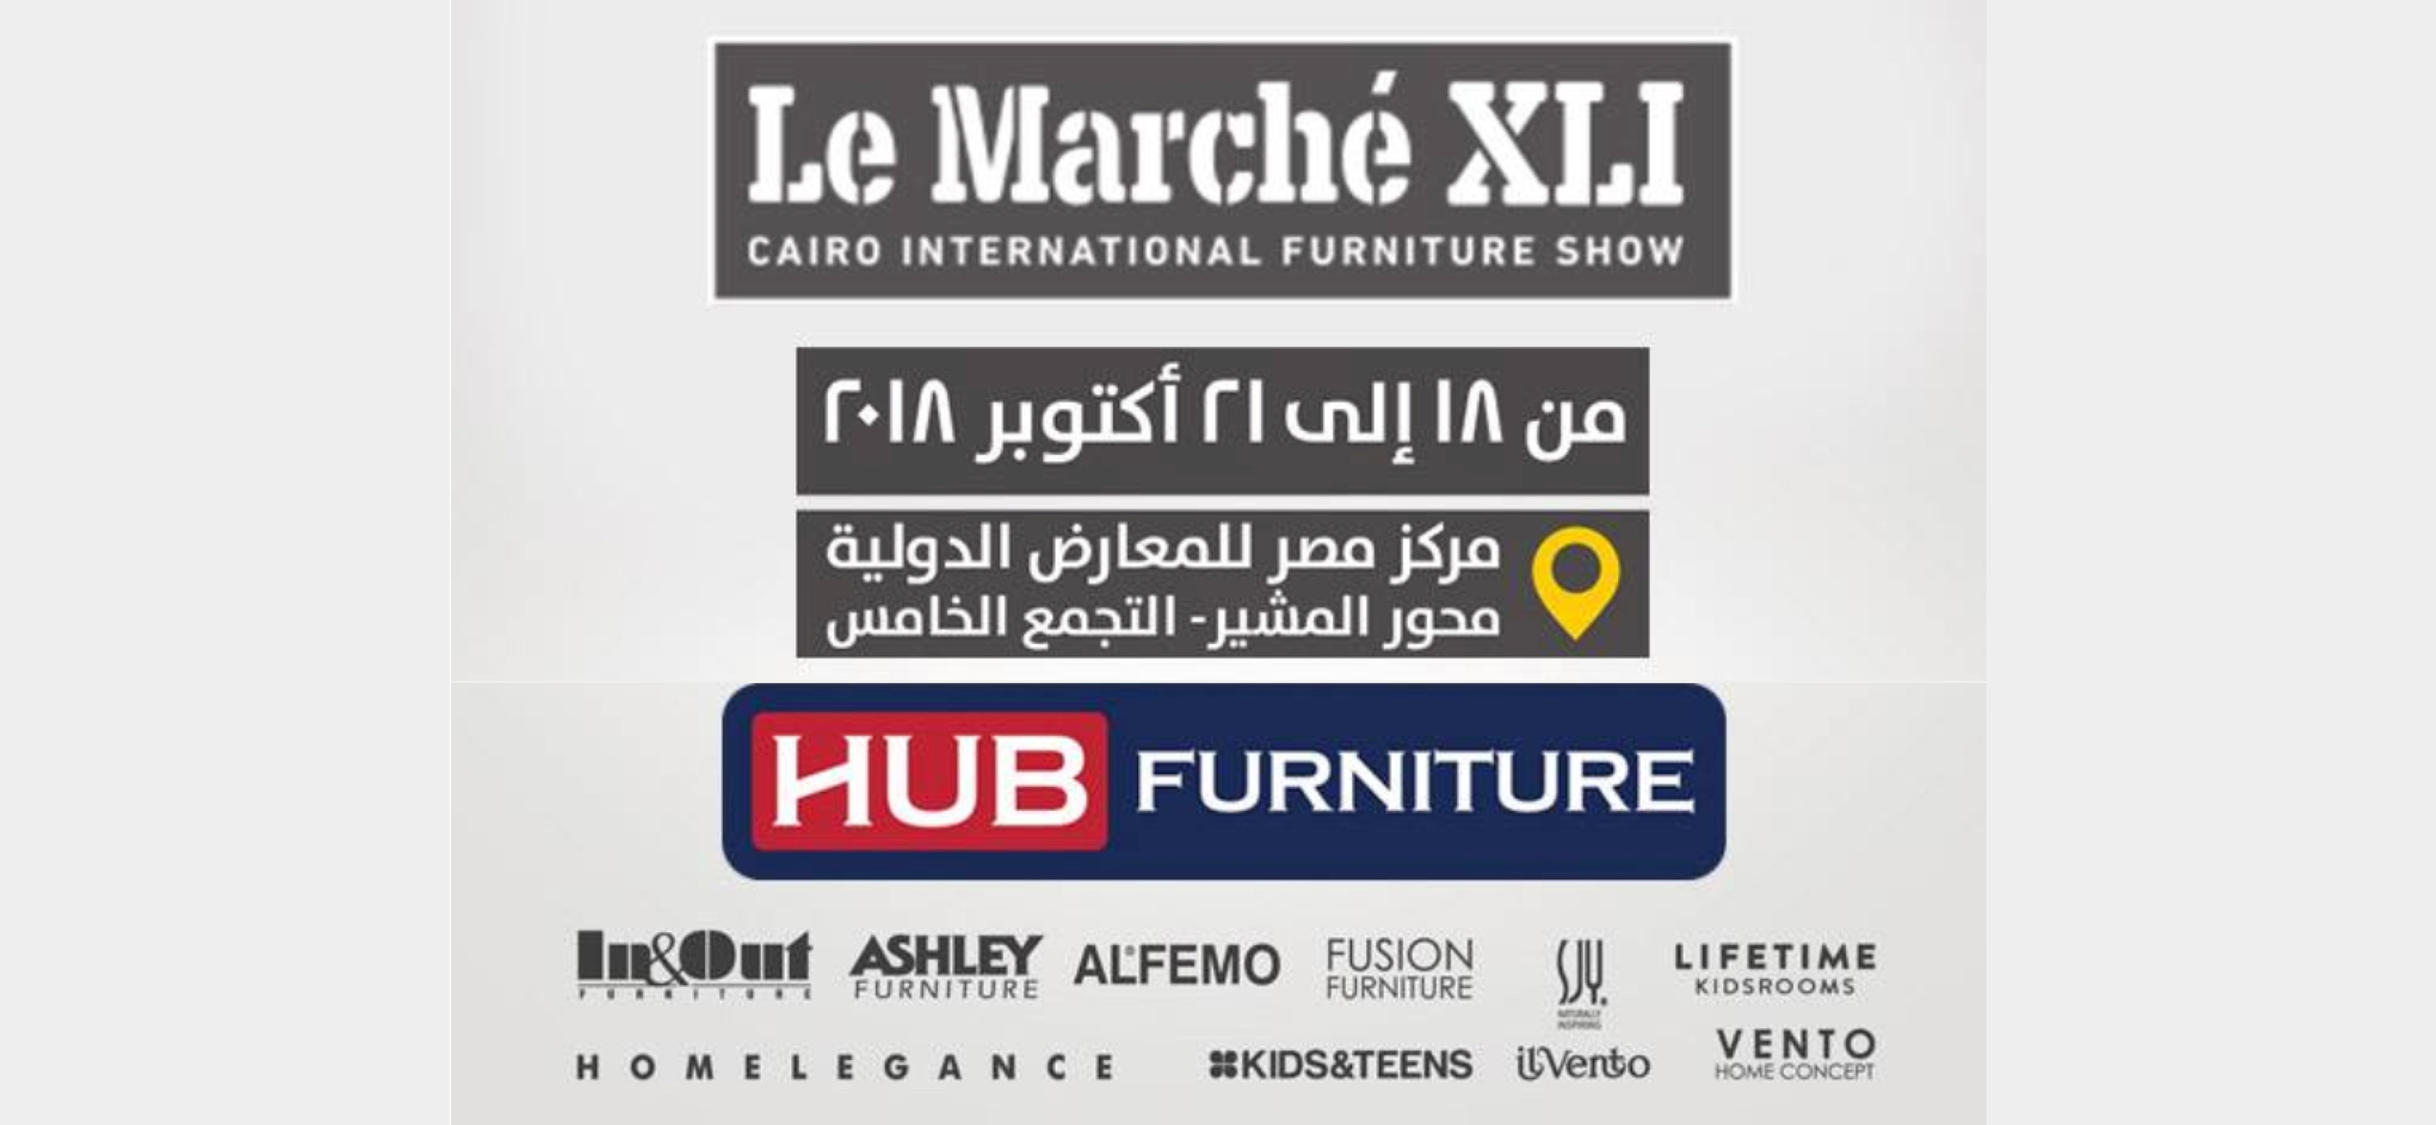 Le Marché XLI
CAIRO INTERNATIONAL FURNITURE SHOW
من ١٨ إلى ٢١ أكتوبر ٢٠١٨
مركز مصر للمعارض الدولية
محور المشير- التجمع الخامس
HUB FURNITURE
In&Out
FURNITURE
ASHLEY
FURNITURE
ALFEMO
FUSION
FURNITURE
SJY.
NATURALLY
INSPIRING
LIFETIME
KIDSROOMS
HOMELEGANCE
KIDS&TEENS
il Vento
VENTO
HOME CONCEPT